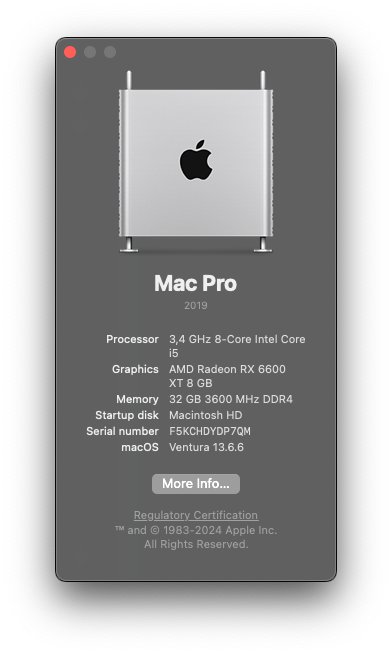 Mac Pro
2019
Processor 3,4 GHz 8-Core Intel Core
i5
Graphics AMD Radeon RX 6600
XT 8 GB
Memory 32 GB 3600 MHz DDR4
Startup disk Macintosh HD
Serial number F5KCHDYDP7QM
macOS Ventura 13.6.6
More Info...
Regulatory Certification
™ and © 1983-2024 Apple Inc.
All Rights Reserved.